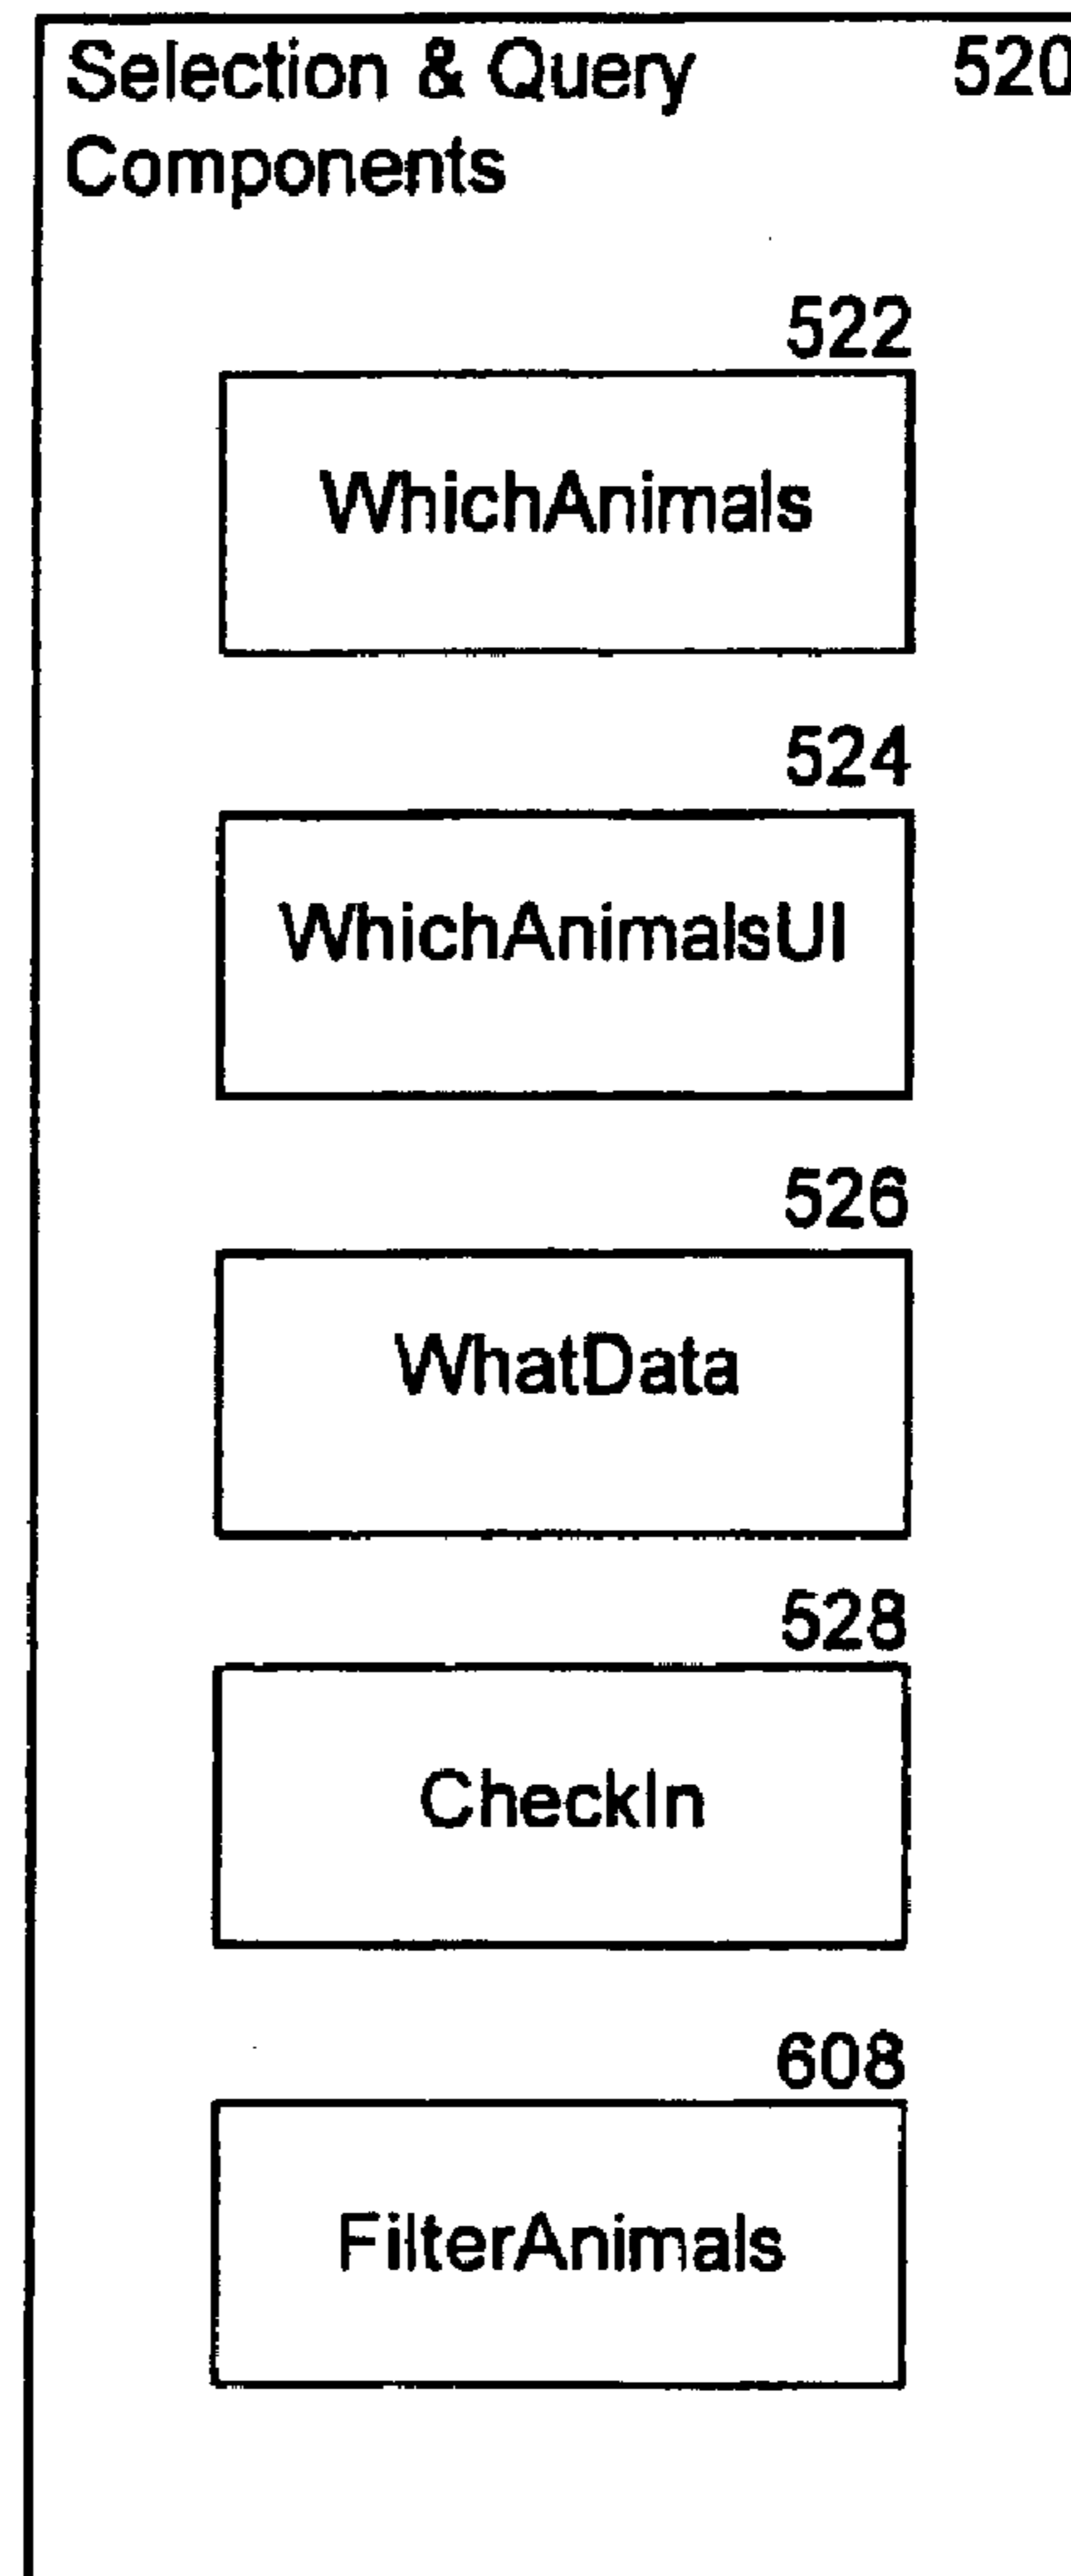 Selection & Query 520
Components
522
WhichAnimals
524
WhichAnimalsUI
526
WhatData
528
CheckIn
608
FilterAnimals